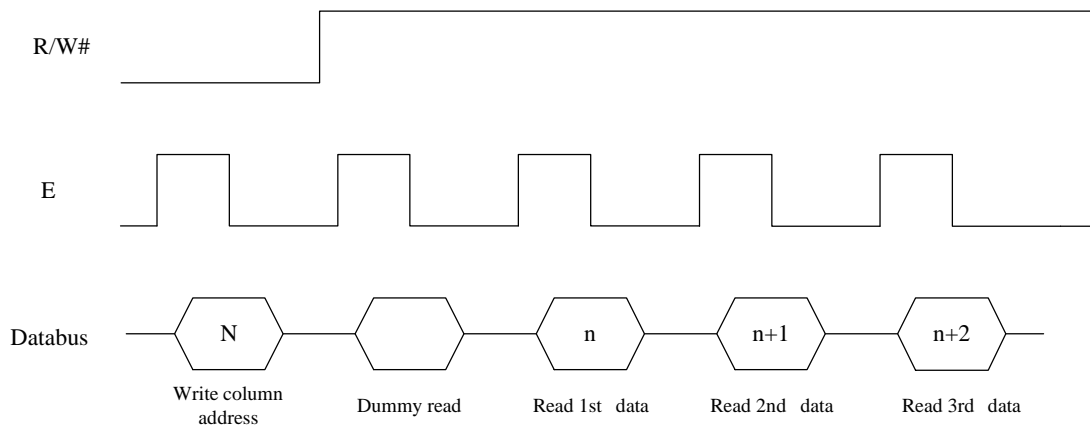 R/W#
E
Databus
N
n
n+1
n+2
Write column
address
Dummy read
Read 1st data
Read 2nd data
Read 3rd data